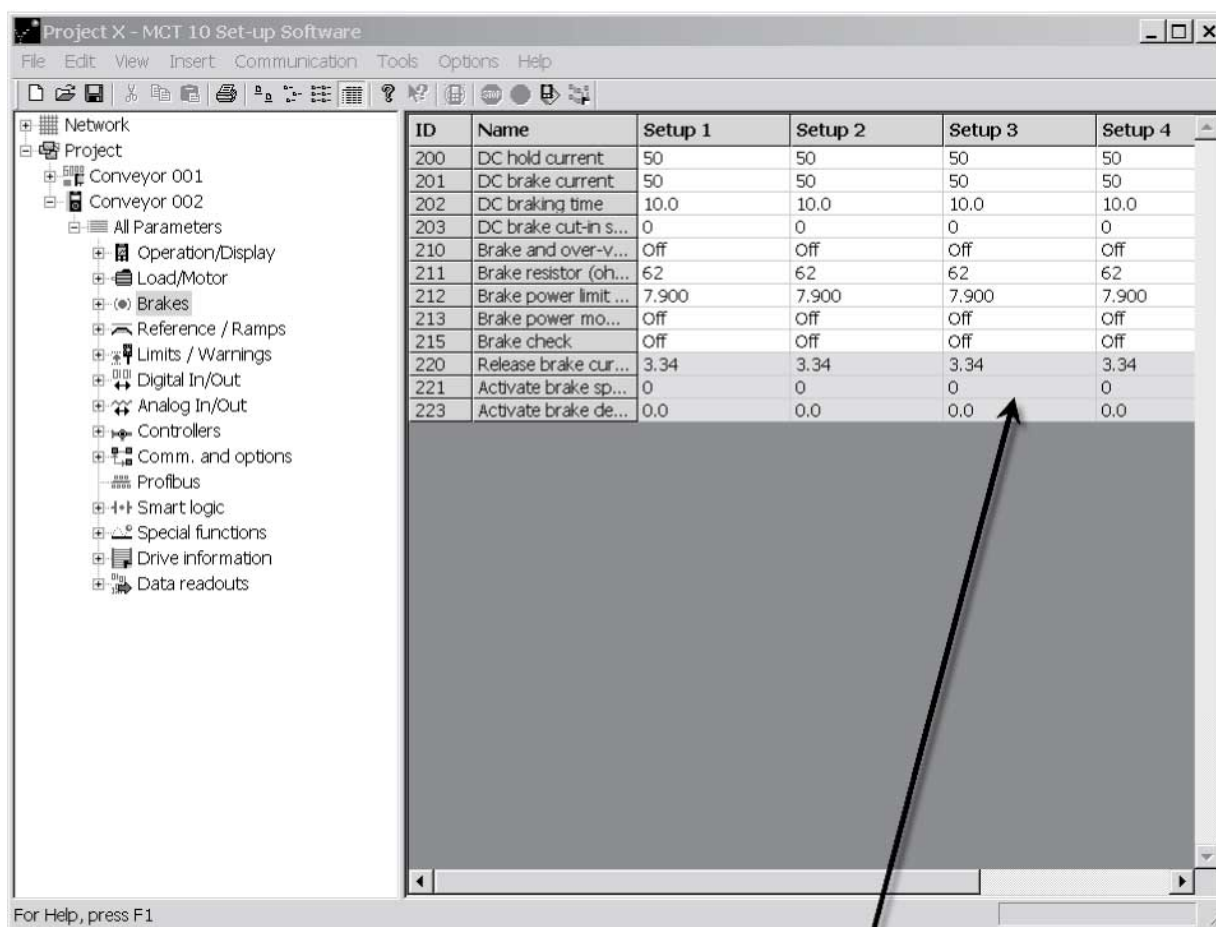 Project X - MCT 10 Set-up Software
File Edit View Insert Communication Tools Options Help
Network
Project
Conveyor 001
Conveyor 002
All Parameters
Operation/Display
Load/Motor
Brakes
Reference / Ramps
Limits / Warnings
Digital In/Out
Analog In/Out
Controllers
Comm. and options
Profibus
Smart logic
Special functions
Drive information
Data readouts
ID Name Setup 1 Setup 2 Setup 3 Setup 4
200 DC hold current 50 50 50 50
201 DC brake current 50 50 50 50
202 DC braking time 10.0 10.0 10.0 10.0
203 DC brake cut-in s... 0 0 0 0
210 Brake and over-v... Off Off Off Off
211 Brake resistor (oh... 62 62 62 62
212 Brake power limit ... 7.900 7.900 7.900 7.900
213 Brake power mo... Off Off Off Off
215 Brake check Off Off Off Off
220 Release brake cur... 3.34 3.34 3.34 3.34
221 Activate brake sp... 0 0 0 0
223 Activate brake de... 0.0 0.0 0.0 0.0
For Help, press F1